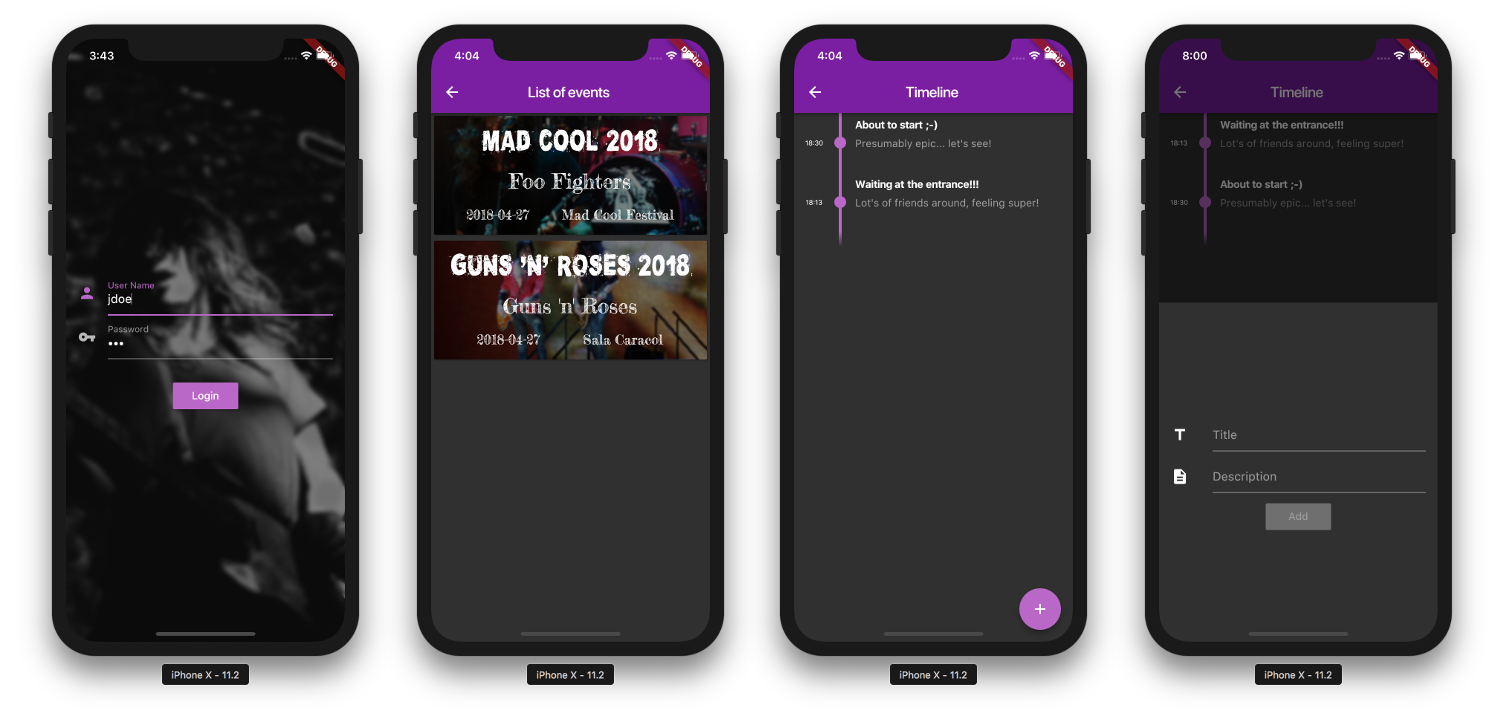 3:43
DEBUG
User Name
jdoe
Password
•••
Login
iPhone X – 11.2
4:04
DEBUG
List of events
MAD COOL 2018
Foo Fighters
2018-04-27 Mad Cool Festival
GUNS 'N' ROSES 2018
Guns 'n' Roses
2018-04-27 Sala Caracol
iPhone X – 11.2
4:04
DEBUG
Timeline
About to start ;-)
18:30 Presumably epic... let's see!
Waiting at the entrance!!!
18:13 Lot's of friends around, feeling super!
+
iPhone X – 11.2
8:00
DEBUG
Timeline
Waiting at the entrance!!!
18:13 Lot's of friends around, feeling super!
About to start ;-)
18:30 Presumably epic... let's see!
T Title
Description
Add
iPhone X – 11.2